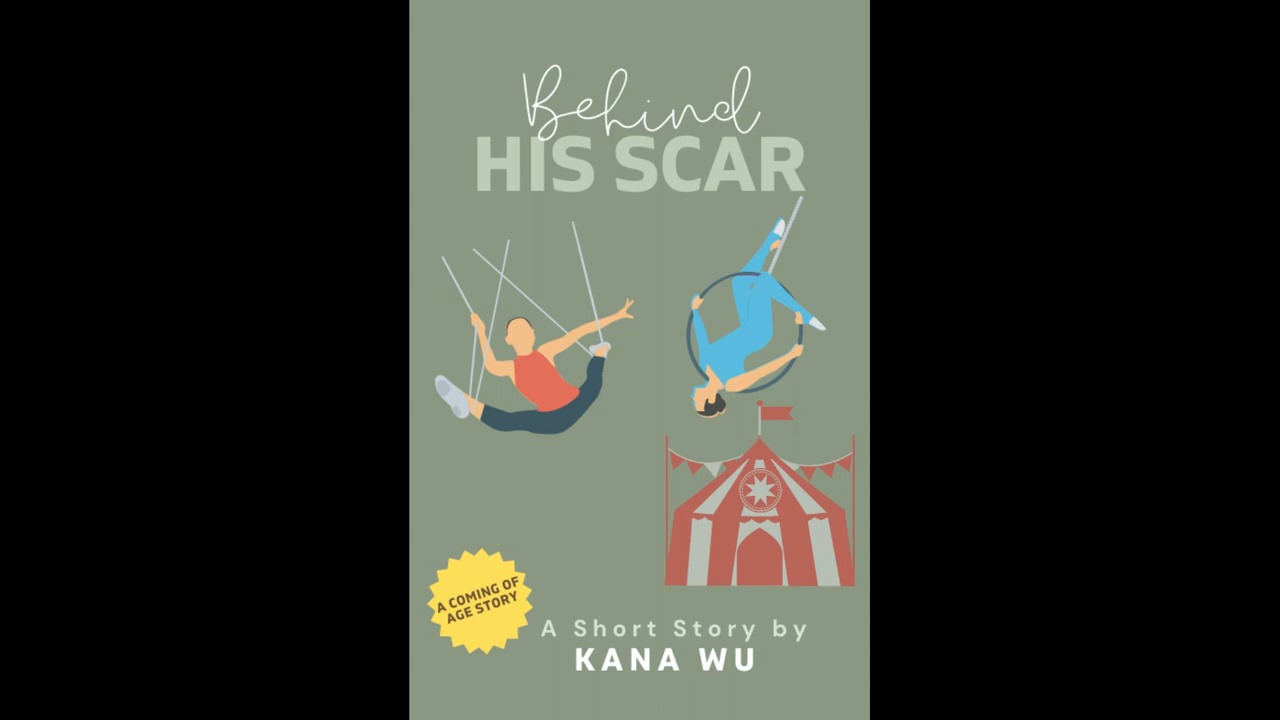 Behind
HIS SCAR
A COMING OF
AGE STORY
A Short Story by
KANA WU